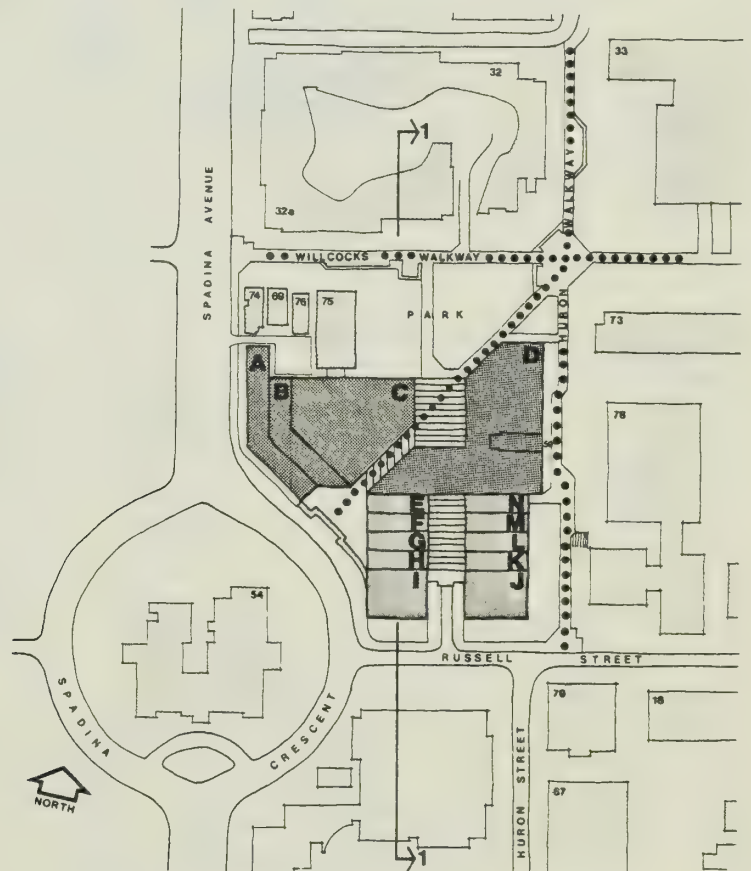 33
32
1
32a
SPADINA AVENUE
WALKWAY
WILLCOCKS WALKWAY
HURON
74
69
76
75
PARK
73
A
B
C
D
78
E
F
G
H
I
N
M
L
K
J
54
RUSSELL STREET
SPADINA CRESCENT
HURON STREET
79
16
67
NORTH
1